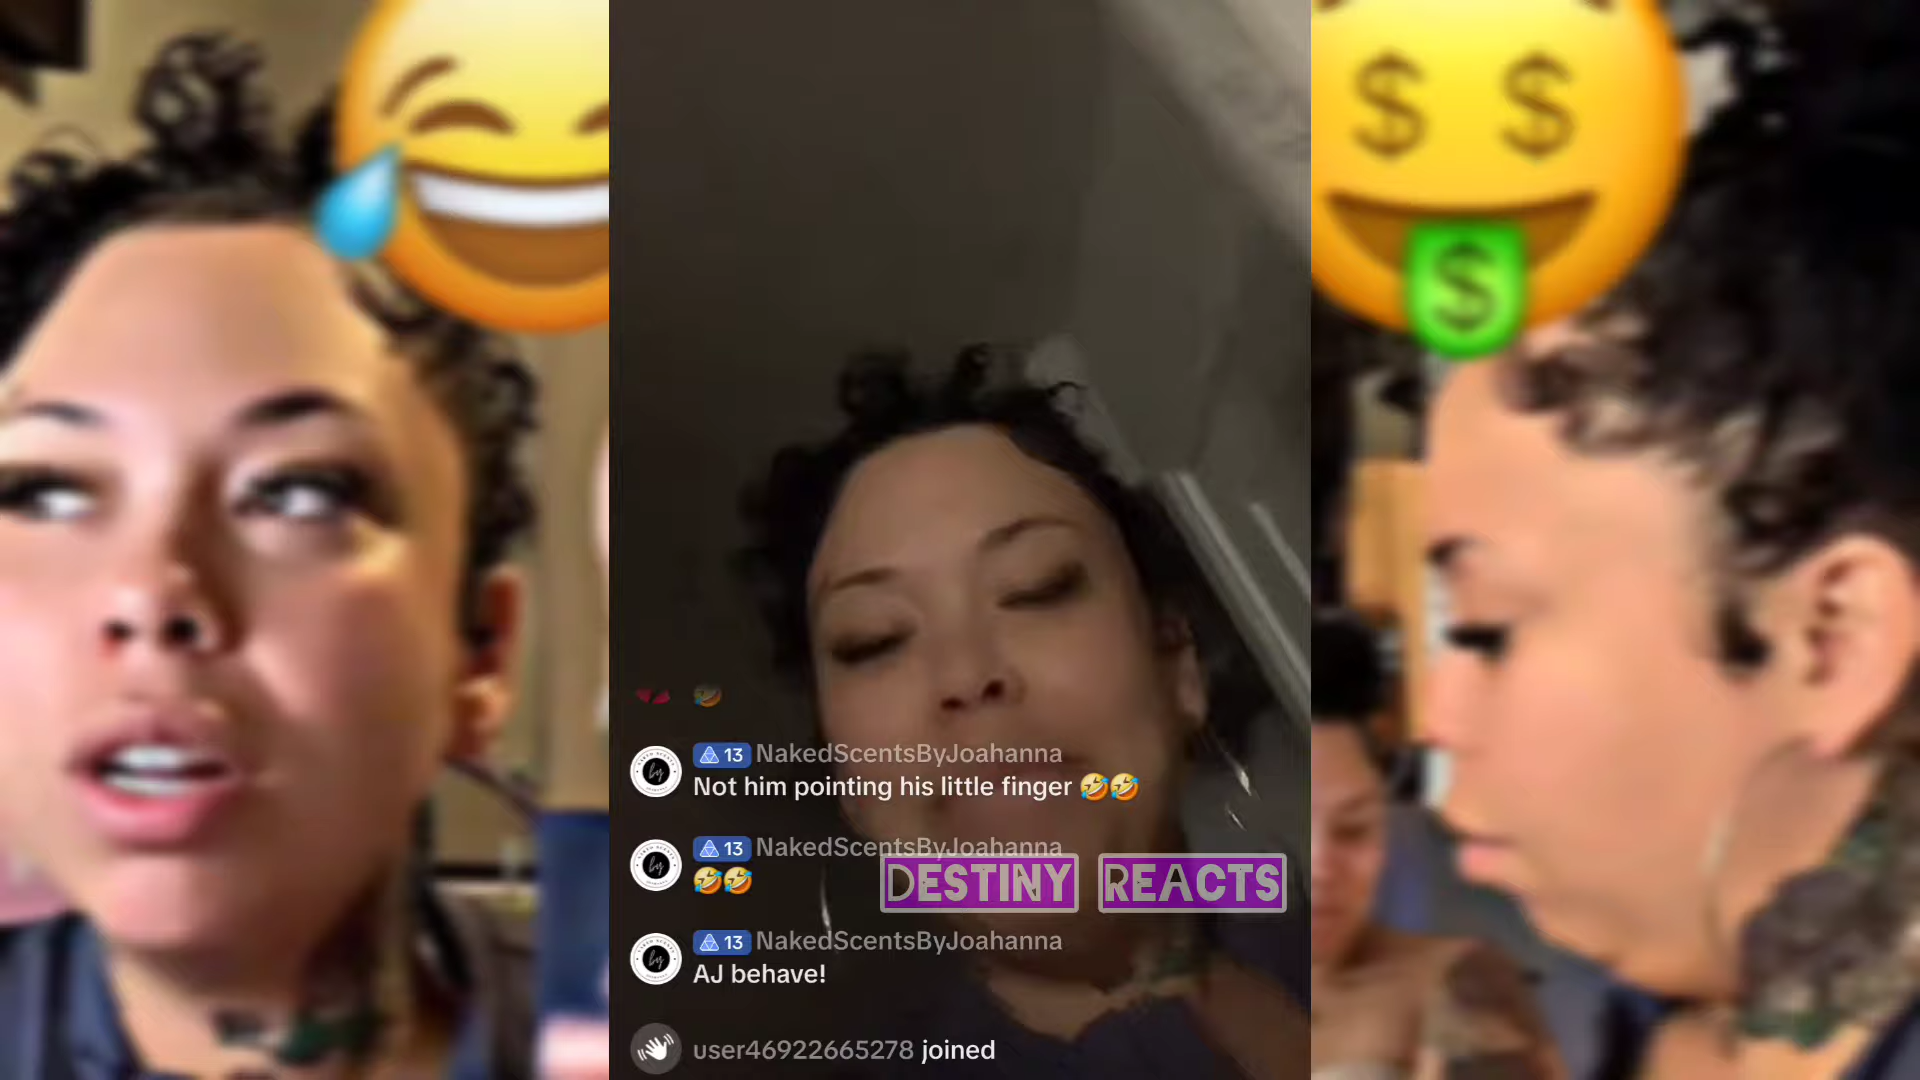 13 NakedScentsByJoahanna
Not him pointing his little finger 🤣🤣
13 NakedScentsByJoahanna
🤣🤣
DESTINY REACTS
13 NakedScentsByJoahanna
AJ behave!
user46922665278 joined